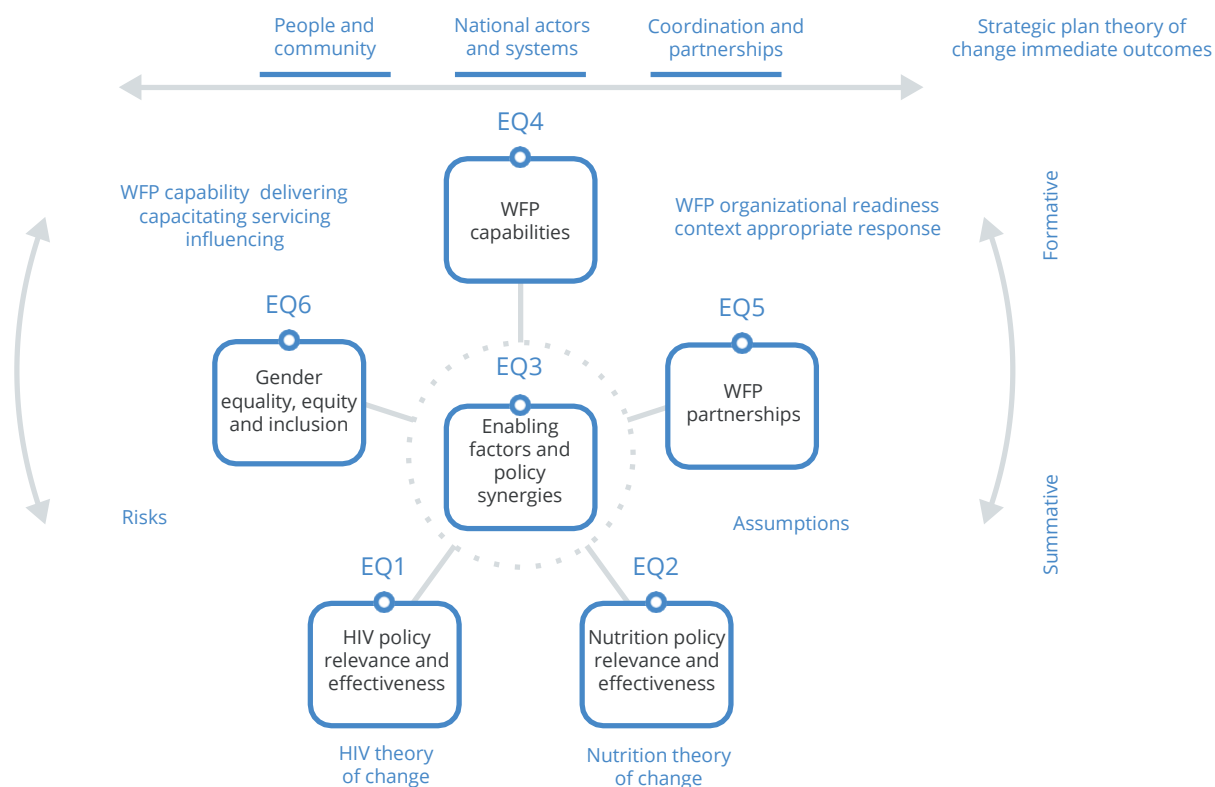 People and
community
National actors
and systems
Coordination and
partnerships
Strategic plan theory of
change immediate outcomes
EQ4
WFP
capabilities
WFP capability  delivering
capacitating servicing
influencing
WFP organizational readiness
context appropriate response
Formative
EQ6
Gender
equality, equity
and inclusion
EQ3
Enabling
factors and
policy
synergies
EQ5
WFP
partnerships
Risks
Assumptions
Summative
EQ1
HIV policy
relevance and
effectiveness
HIV theory
of change
EQ2
Nutrition policy
relevance and
effectiveness
Nutrition theory
of change